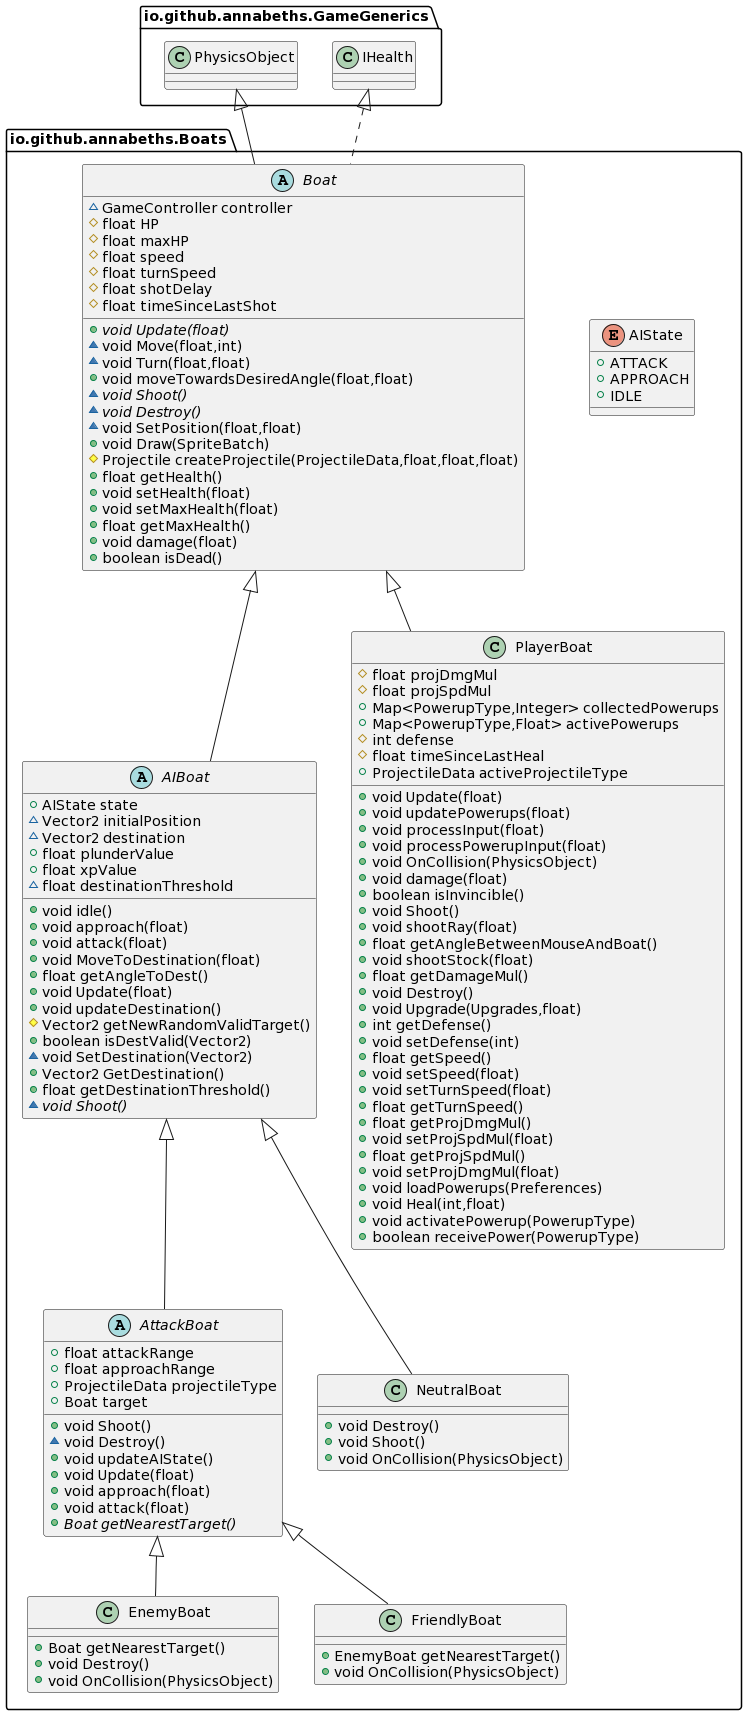 io.github.annabeths.GameGenerics
C PhysicsObject
C IHealth
io.github.annabeths.Boats
A Boat
GameController controller
float HP
float maxHP
float speed
float turnSpeed
float shotDelay
float timeSinceLastShot
void Update(float)
void Move(float,int)
void Turn(float,float)
void moveTowardsDesiredAngle(float,float)
void Shoot()
void Destroy()
void SetPosition(float,float)
void Draw(SpriteBatch)
Projectile createProjectile(ProjectileData,float,float,float)
float getHealth()
void setHealth(float)
void setMaxHealth(float)
float getMaxHealth()
void damage(float)
boolean isDead()
E AIState
ATTACK
APPROACH
IDLE
C PlayerBoat
float projDmgMul
float projSpdMul
Map<PowerupType,Integer> collectedPowerups
Map<PowerupType,Float> activePowerups
int defense
float timeSinceLastHeal
ProjectileData activeProjectileType
void Update(float)
void updatePowerups(float)
void processInput(float)
void processPowerupInput(float)
void OnCollision(PhysicsObject)
void damage(float)
boolean isInvincible()
void Shoot()
void shootRay(float)
float getAngleBetweenMouseAndBoat()
void shootStock(float)
float getDamageMul()
void Destroy()
void Upgrade(Upgrades,float)
int getDefense()
void setDefense(int)
float getSpeed()
void setSpeed(float)
void setTurnSpeed(float)
float getTurnSpeed()
float getProjDmgMul()
void setProjSpdMul(float)
float getProjSpdMul()
void setProjDmgMul(float)
void loadPowerups(Preferences)
void Heal(int,float)
void activatePowerup(PowerupType)
boolean receivePower(PowerupType)
A AIBoat
AIState state
Vector2 initialPosition
Vector2 destination
float plunderValue
float xpValue
float destinationThreshold
void idle()
void approach(float)
void attack(float)
void MoveToDestination(float)
float getAngleToDest()
void Update(float)
void updateDestination()
Vector2 getNewRandomValidTarget()
boolean isDestValid(Vector2)
void SetDestination(Vector2)
Vector2 GetDestination()
float getDestinationThreshold()
void Shoot()
A AttackBoat
float attackRange
float approachRange
ProjectileData projectileType
Boat target
void Shoot()
void Destroy()
void updateAIState()
void Update(float)
void approach(float)
void attack(float)
Boat getNearestTarget()
C NeutralBoat
void Destroy()
void Shoot()
void OnCollision(PhysicsObject)
C EnemyBoat
Boat getNearestTarget()
void Destroy()
void OnCollision(PhysicsObject)
C FriendlyBoat
EnemyBoat getNearestTarget()
void OnCollision(PhysicsObject)